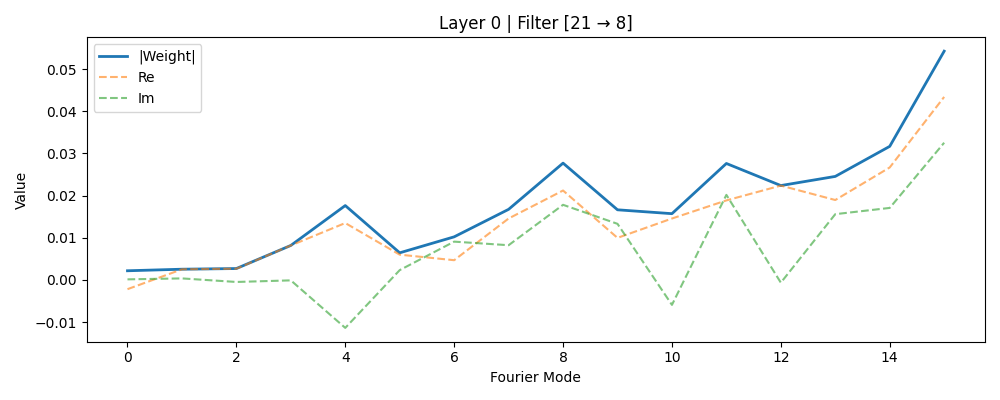 Layer 0 | Filter [21 → 8]
|Weight|
Re
Im
0.05
0.04
0.03
0.02
0.01
0.00
−0.01
Value
0 2 4 6 8 10 12 14
Fourier Mode